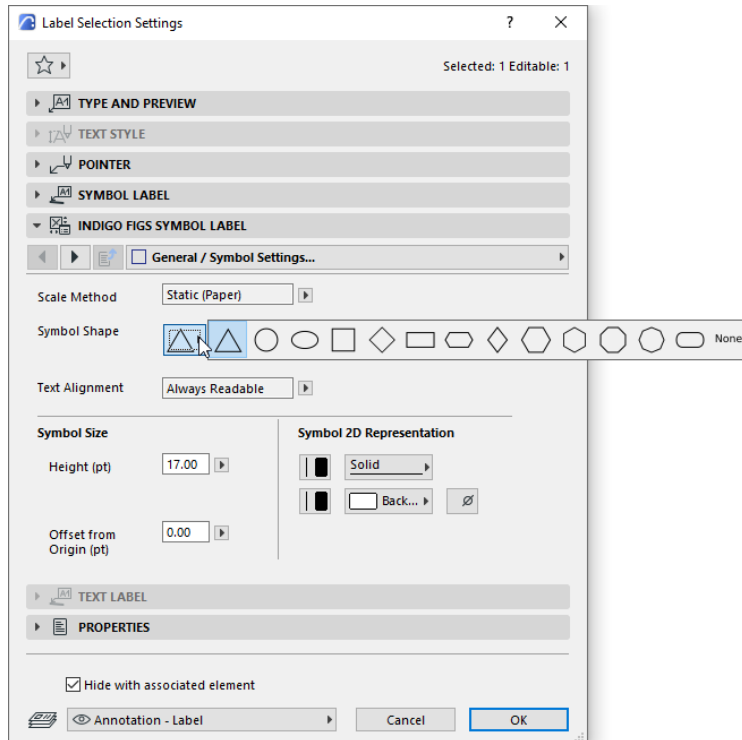 Label Selection Settings
?
Selected: 1 Editable: 1
A1 TYPE AND PREVIEW
TEXT STYLE
POINTER
A1 SYMBOL LABEL
INDIGO FIGS SYMBOL LABEL
General / Symbol Settings...
Scale Method Static (Paper)
Symbol Shape None
Text Alignment Always Readable
Symbol Size Symbol 2D Representation
Height (pt) 17.00 Solid
Back...
Offset from 0.00
Origin (pt)
A1 TEXT LABEL
PROPERTIES
Hide with associated element
Annotation - Label Cancel OK